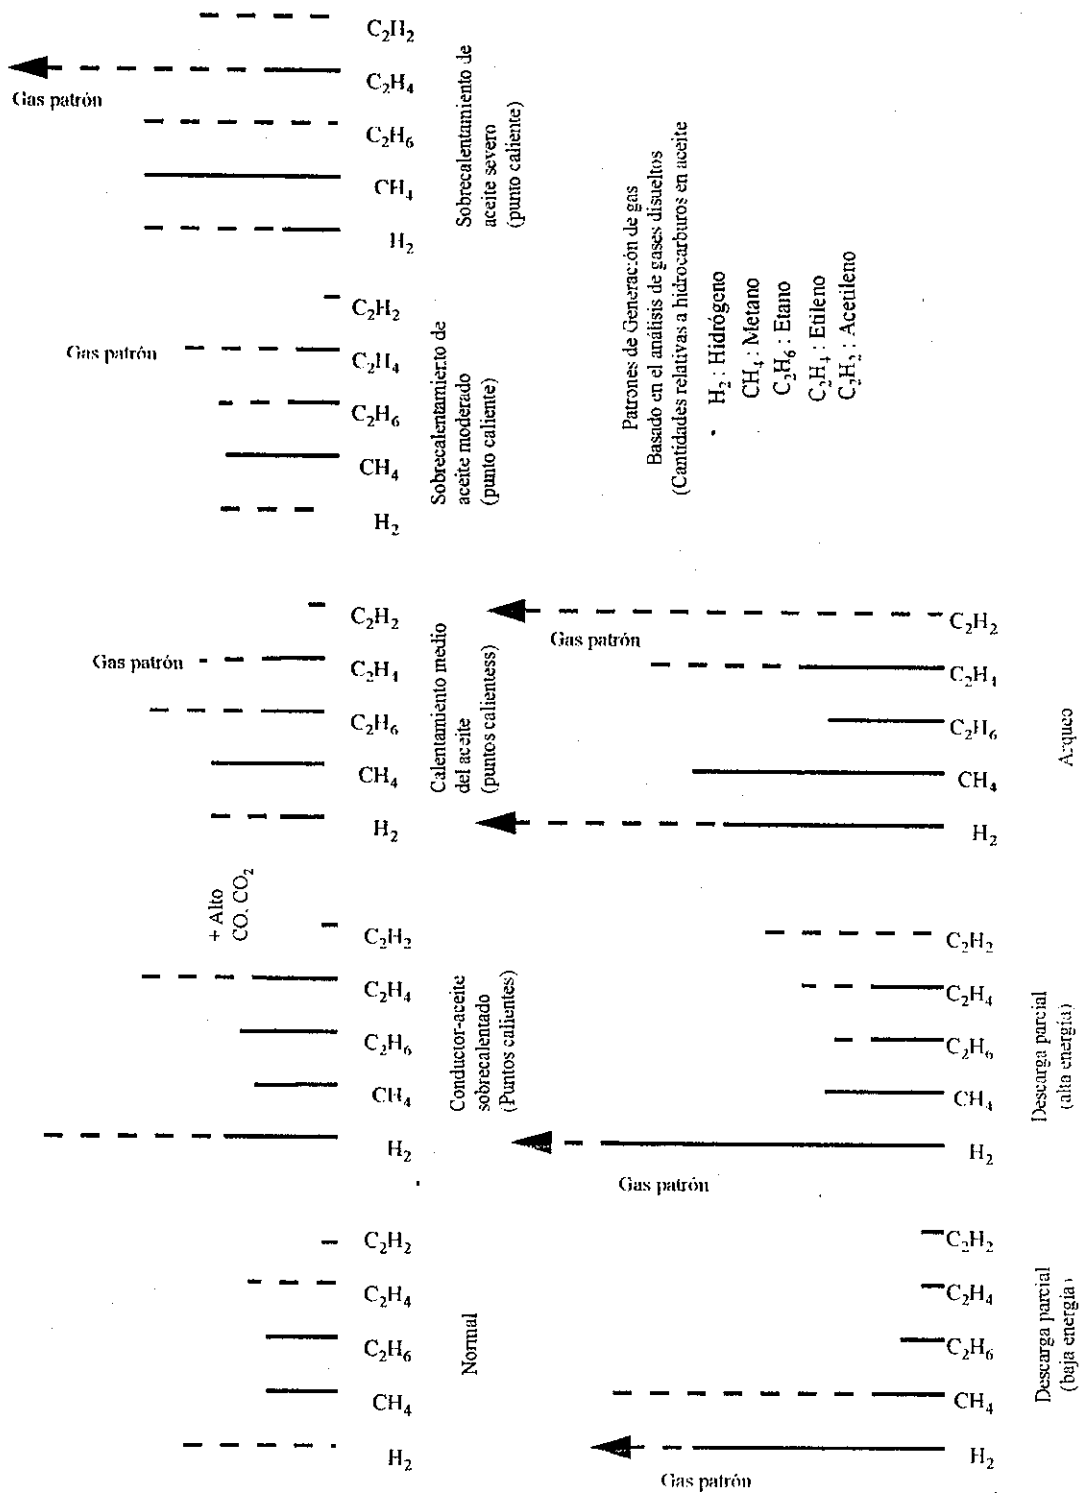 C₂H₂
C₂H₄
Gas patrón
C₂H₆
CH₄
H₂
Sobrecalentamiento de
aceite severo
(punto caliente)
C₂H₂
Gas patrón
C₂H₄
C₂H₆
CH₄
H₂
Sobrecalentamiento de
aceite moderado
(punto caliente)
Patrones de Generación de gas
Basado en el análisis de gases disueltos
(Cantidades relativas a hidrocarburos en aceite
H₂ : Hidrógeno
CH₄ : Metano
C₂H₆ : Etano
C₂H₄ : Etileno
C₂H₂ : Acetileno
C₂H₂
Gas patrón
C₂H₄
C₂H₆
CH₄
H₂
Calentamiento medio
del aceite
(puntos calientess)
C₂H₂
Gas patrón
C₂H₄
C₂H₆
CH₄
H₂
Arqueo
+ Alto
CO. CO₂
C₂H₂
C₂H₄
C₂H₆
CH₄
H₂
Conductor-aceite
sobrecalentado
(Puntos calientes)
C₂H₂
C₂H₄
C₂H₆
CH₄
H₂
Gas patrón
Descarga parcial
(alta energía)
C₂H₂
C₂H₄
C₂H₆
CH₄
H₂
Normal
C₂H₂
C₂H₄
C₂H₆
CH₄
H₂
Gas patrón
Descarga parcial
(baja energía)